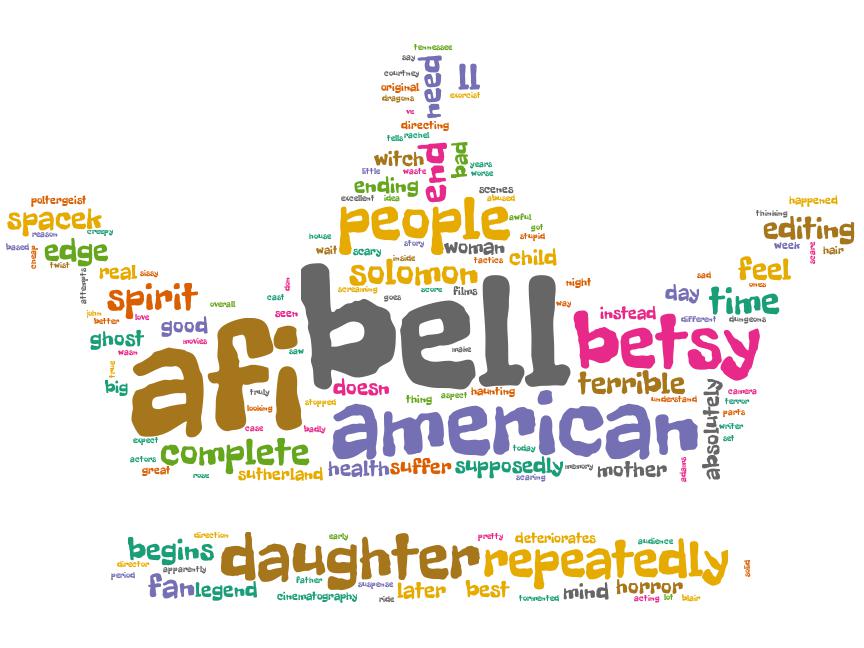 tennessee
say
need
ll
courtney
original
dragons
exorcist
ve
directing
tells
rachel
witch
end
bad
years
little
waste
worse
ending
scenes
excellent
idea
abused
poltergeist
people
awful
happened
spacek
got
thinking
reason
creepy
house
stupid
editing
based
edge
wait
scary
story
woman
week
hair
cheap
inside
tactics
child
scare
twist
real
sissy
solomon
sad
feel
attempts
don
screaming
score
films
night
ones
spirit
overall
cast
goes
way
day
time
john
love
seen
bell
instead
better
different
dungeons
ghost
good
betsy
wasn
movies
saw
make
afi
true
big
truly
doesn
aspect
haunting
terrible
camera
looking
stopped
thing
understand
absolutely
terror
case
badly
american
parts
writer
expect
complete
today
set
actors
great
rose
sutherland
health
suffer
supposedly
memory
scaring
mother
adams
direction
early
pretty
deteriorates
audience
begins
daughter
repeatedly
director
apparently
solid
period
fan
legend
father
suspense
later
best
mind
horror
cinematography
ride
tormented
acting
lot
blair